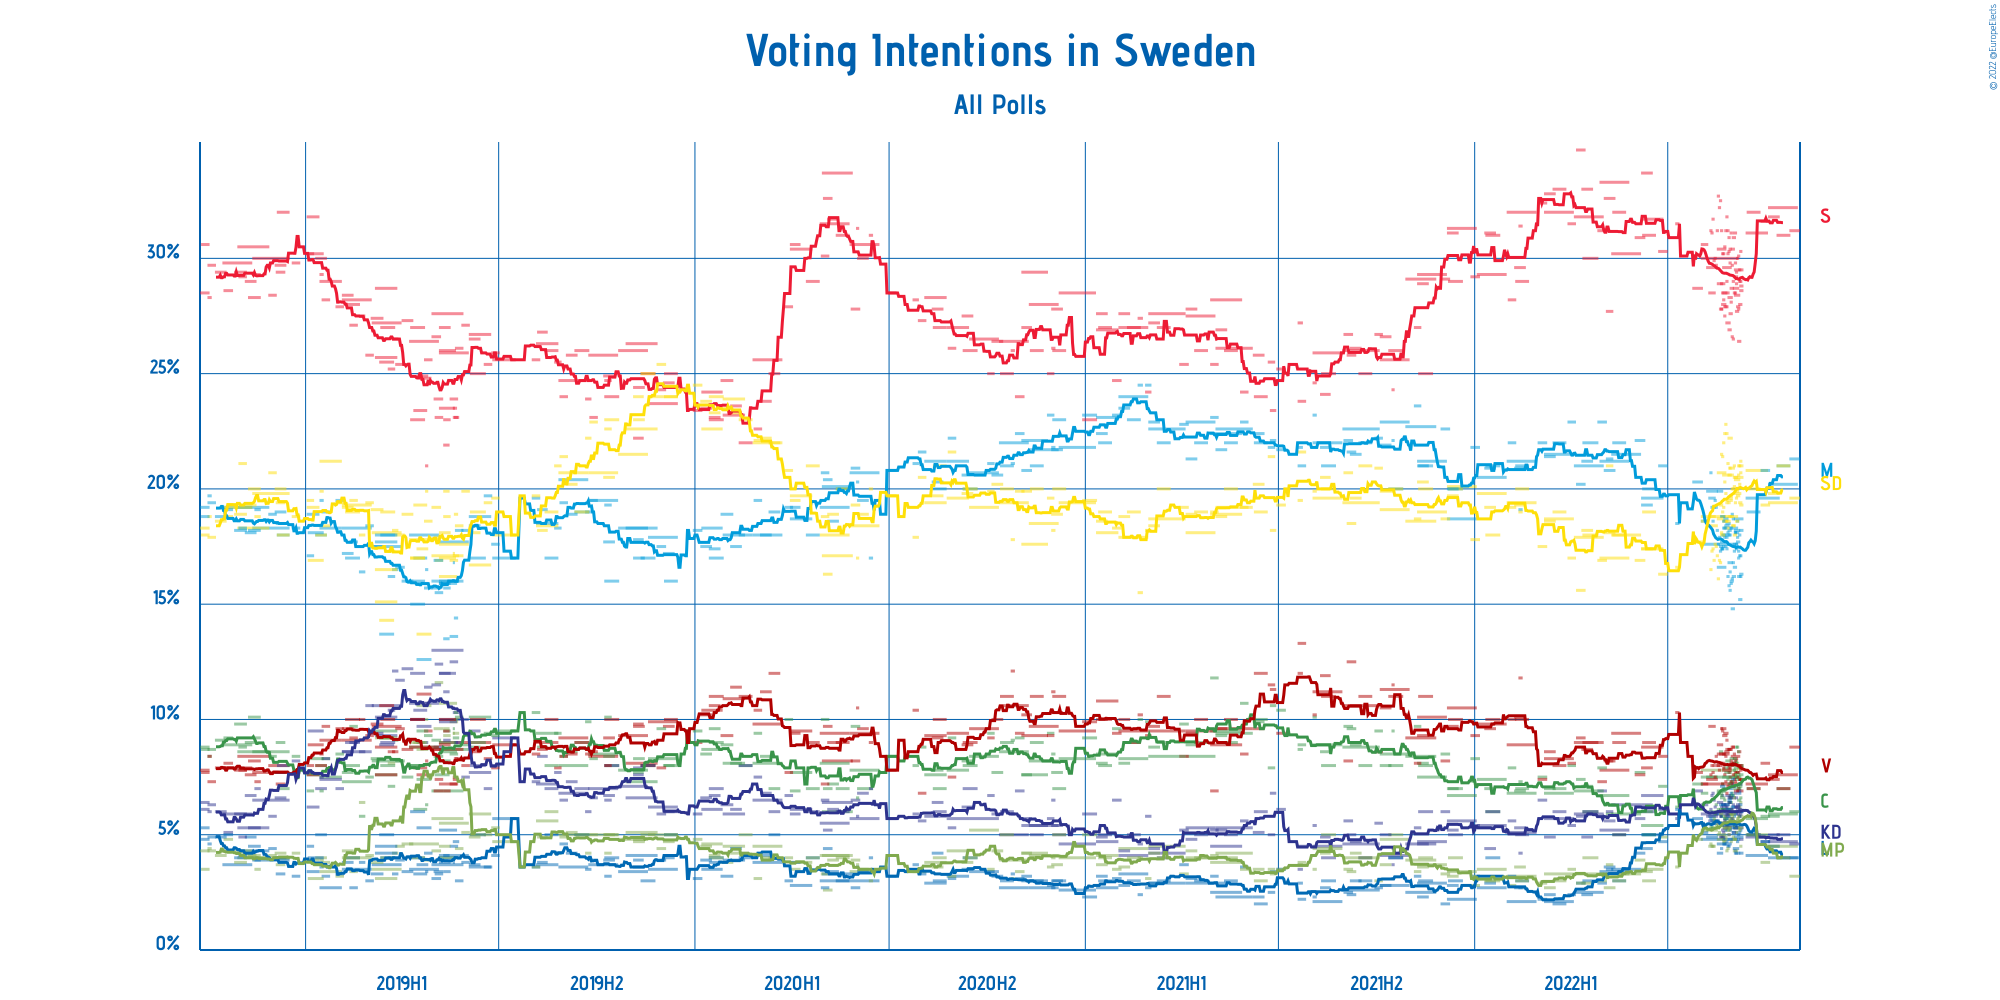 © 2022 @EuropeElects
Voting Intentions in Sweden
All Polls
S
30%
25%
M
20%
SD
15%
10%
V
C
5%
KD
MP
0%
2019H1
2019H2
2020H1
2020H2
2021H1
2021H2
2022H1